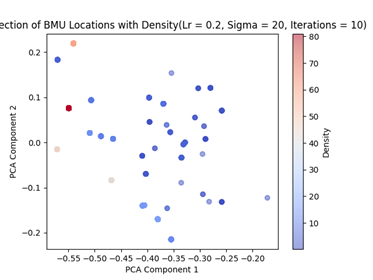 ection of BMU Locations with Density(Lr = 0.2, Sigma = 20, Iterations = 10)
0.2
0.1
0.0
−0.1
−0.2
PCA Component 2
−0.55 −0.50 −0.45 −0.40 −0.35 −0.30 −0.25 −0.20
PCA Component 1
80
70
60
50
40
30
20
10
Density